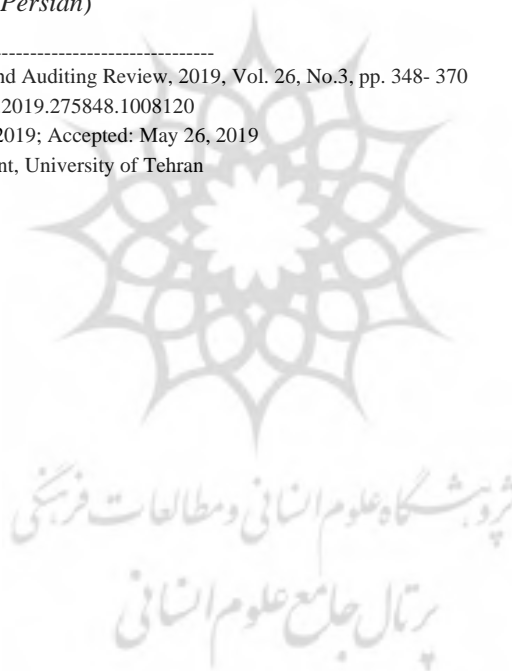 Persian)
--------------------------------
nd Auditing Review, 2019, Vol. 26, No.3, pp. 348- 370
2019.275848.1008120
2019; Accepted: May 26, 2019
nt, University of Tehran
پژوهشگاه علوم انسانی و مطالعات فرهنگی
پرتال جامع علوم انسانی